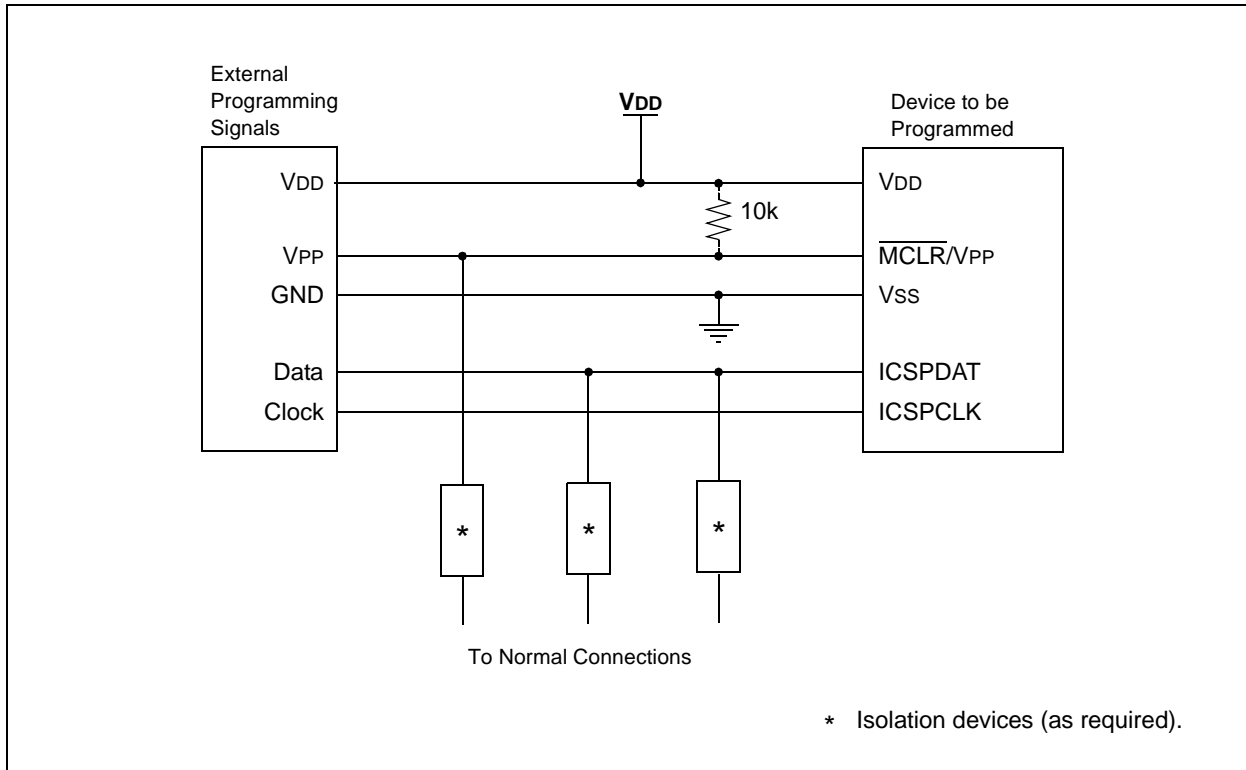 External
Programming
Signals
VDD
Device to be
Programmed
VDD
VDD
10k
VPP
MCLR/VPP
GND
VSS
Data
ICSPDAT
Clock
ICSPCLK
* * *
To Normal Connections
* Isolation devices (as required).